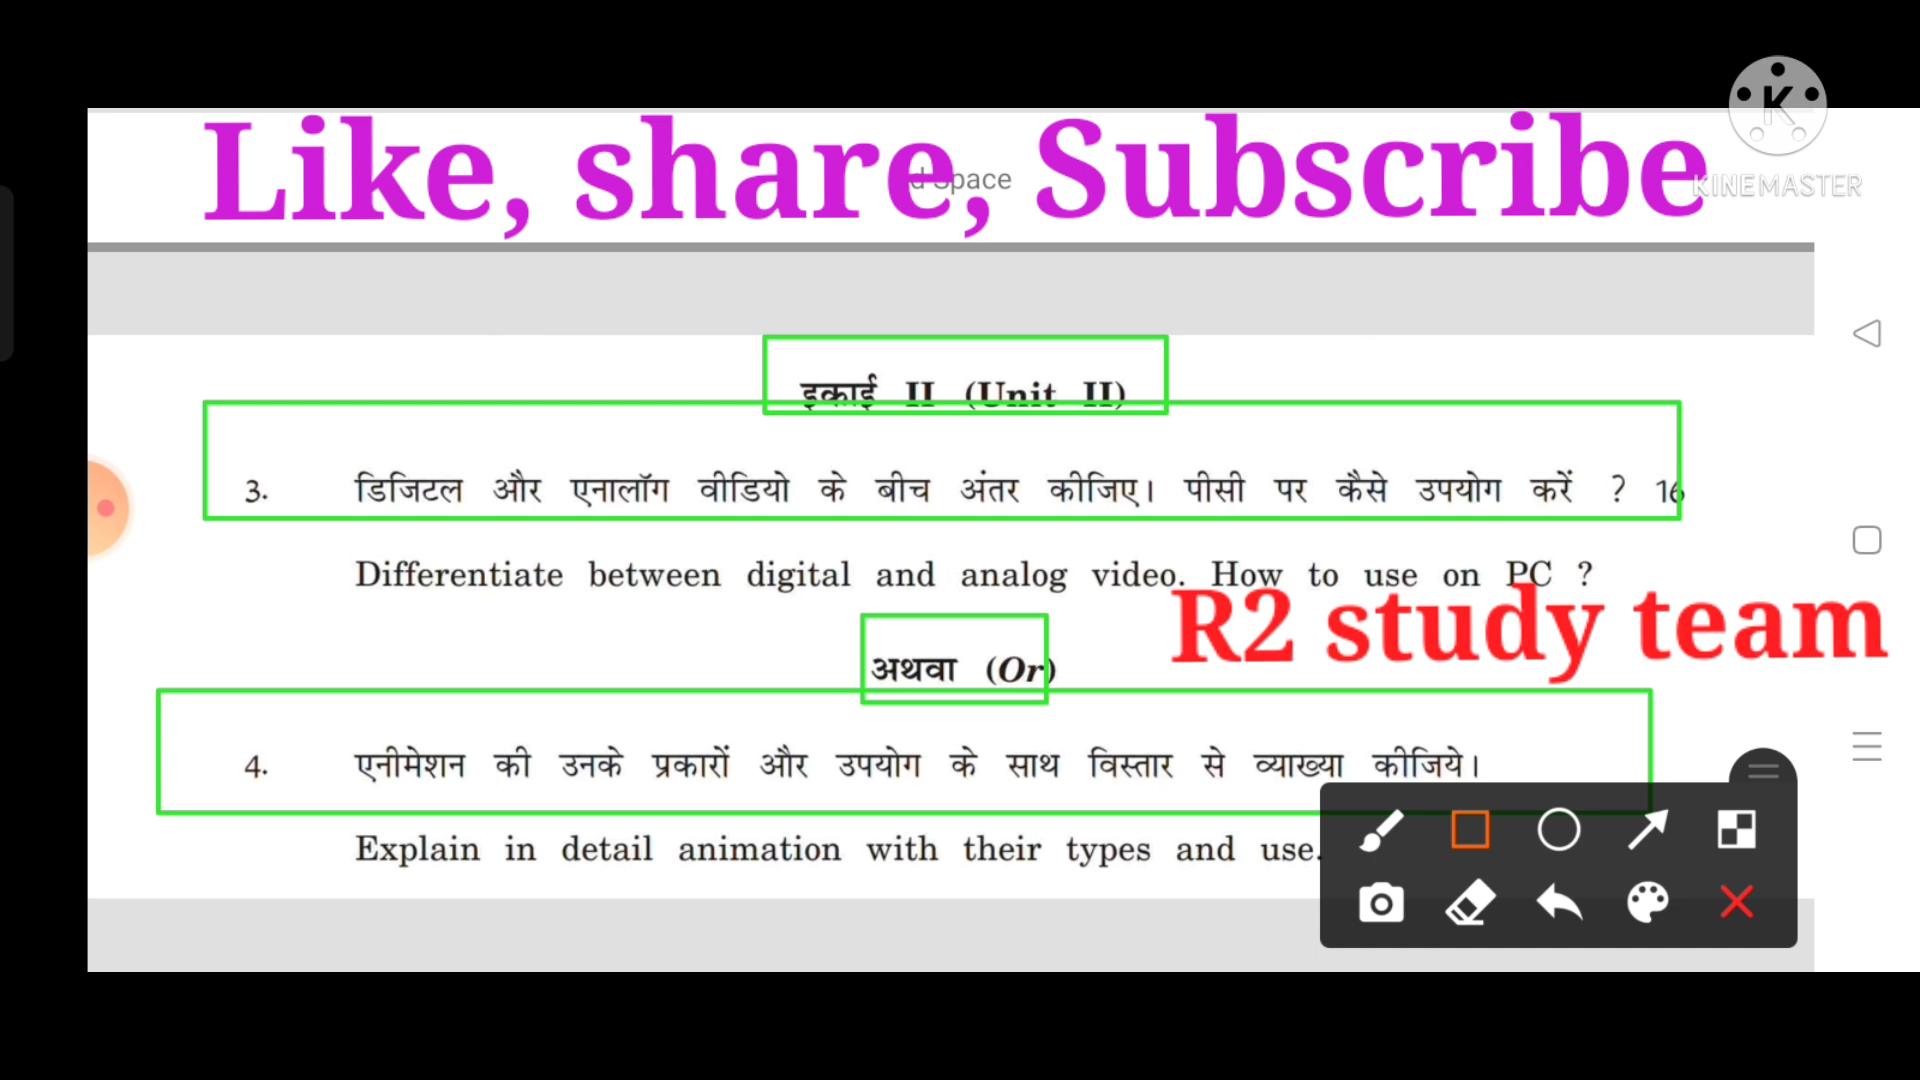 Like, share, Subscribe
Space
KINEMASTER
इकाई II (Unit II)
3. डिजिटल और एनालॉग वीडियो के बीच अंतर कीजिए। पीसी पर कैसे उपयोग करें ? 16
Differentiate between digital and analog video. How to use on PC ?
R2 study team
अथवा (Or)
4. एनीमेशन की उनके प्रकारों और उपयोग के साथ विस्तार से व्याख्या कीजिये।
Explain in detail animation with their types and use.